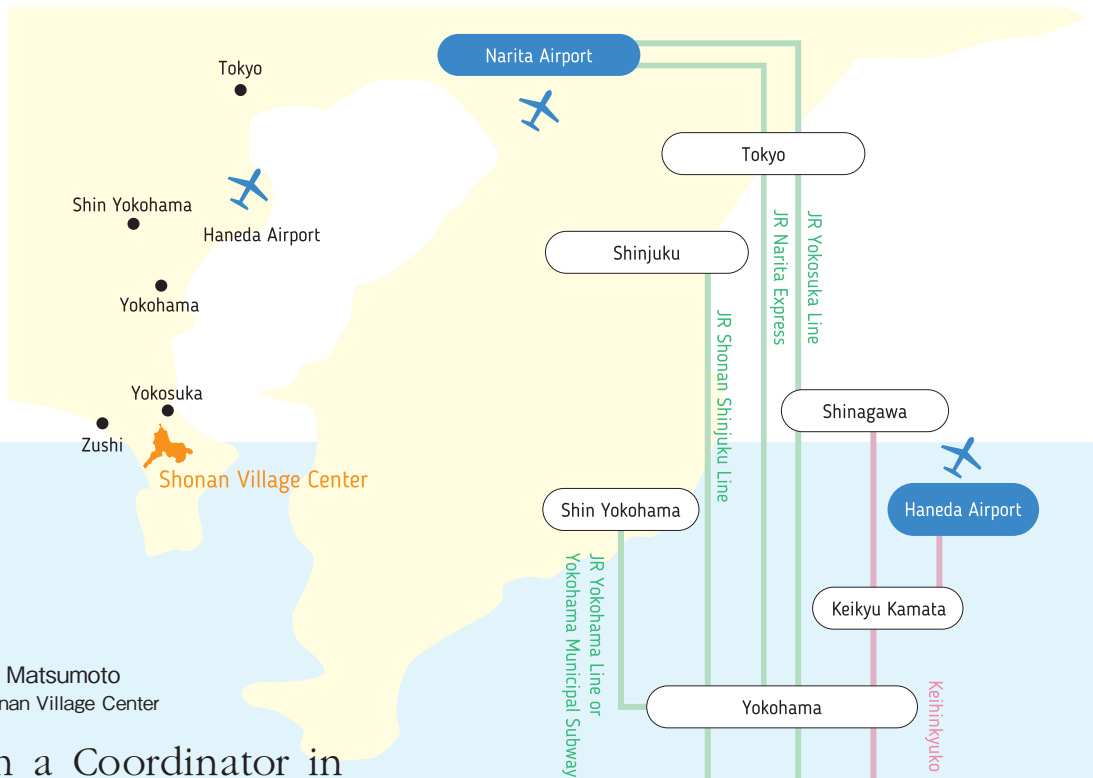 Narita Airport
Tokyo
Tokyo
Shin Yokohama
Haneda Airport
Shinjuku
JR Narita Express
JR Yokosuka Line
Yokohama
JR Shonan Shinjuku Line
Yokosuka
Zushi
Shinagawa
Shonan Village Center
Shin Yokohama
Haneda Airport
JR Yokohama Line or
Yokohama Municipal Subway
Keikyu Kamata
Matsumoto
nan Village Center
Yokohama
Keihinkyuko
a Coordinator in